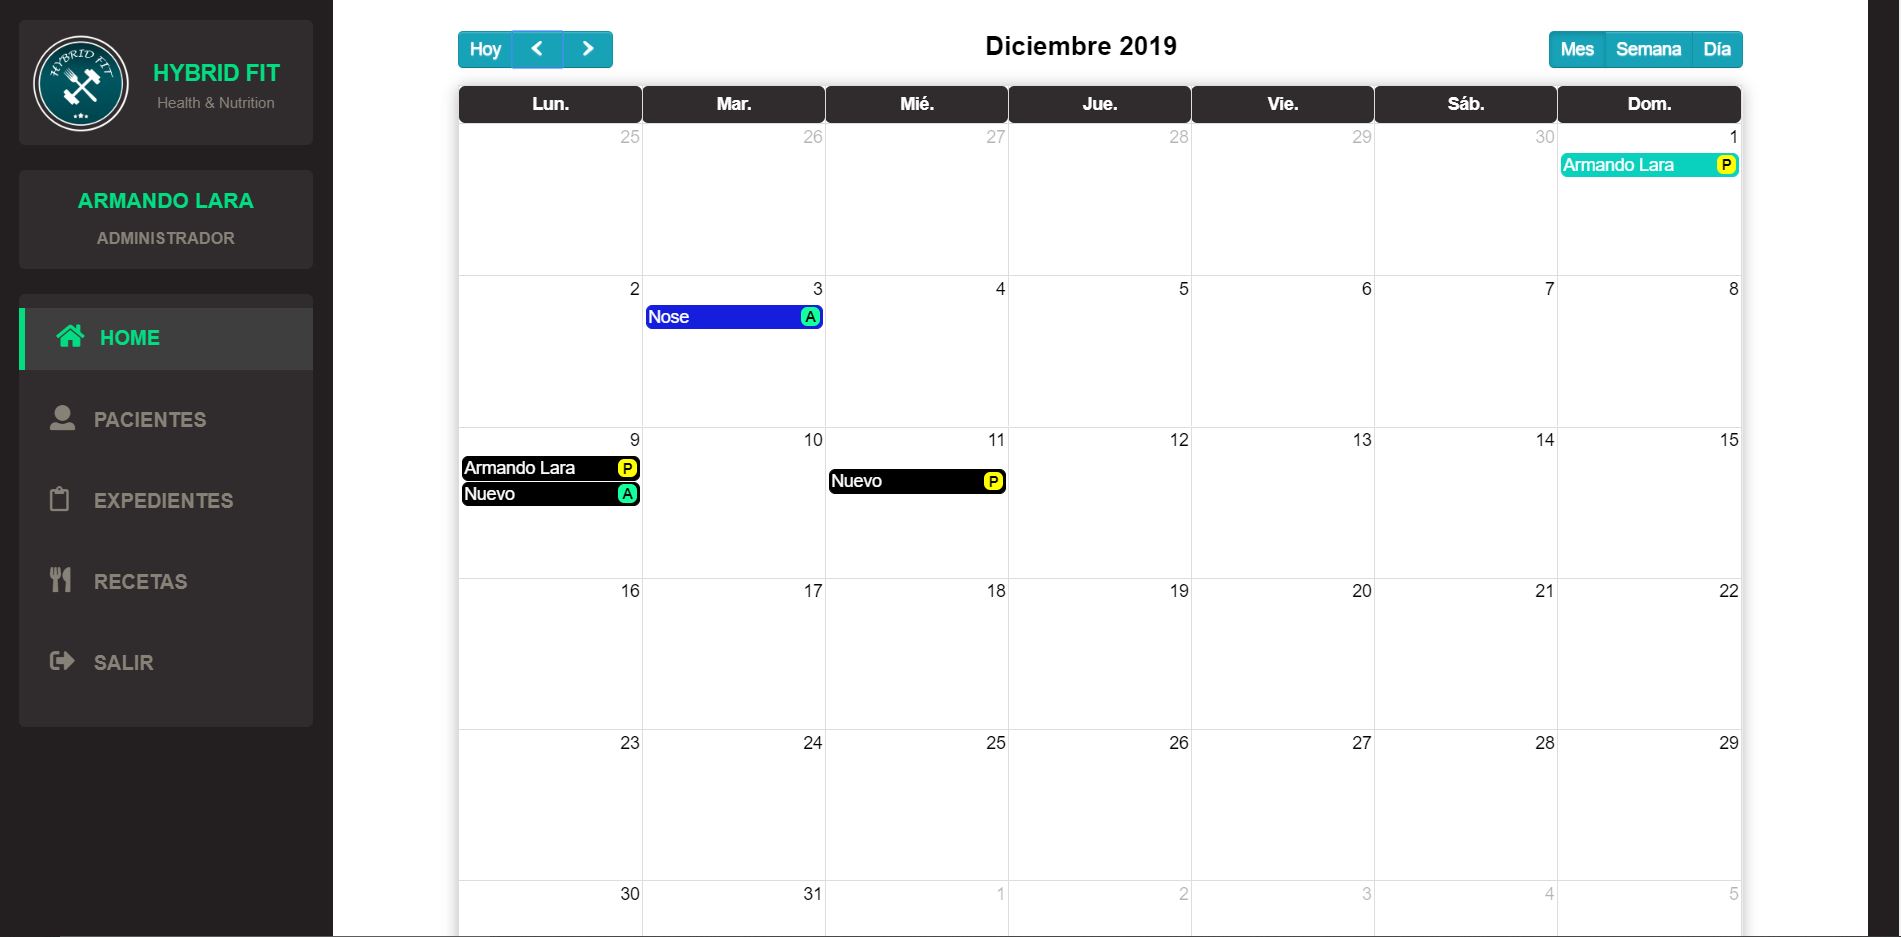 HYBRID FIT
HYBRID FIT
Health & Nutrition
ARMANDO LARA
ADMINISTRADOR
HOME
PACIENTES
EXPEDIENTES
RECETAS
SALIR
Hoy
Diciembre 2019
Mes Semana Día
Lun. Mar. Mié. Jue. Vie. Sáb. Dom.
25 26 27 28 29 30 1
Armando Lara P
2 3 4 5 6 7 8
Nose A
9 10 11 12 13 14 15
Armando Lara P
Nuevo A
Nuevo P
16 17 18 19 20 21 22
23 24 25 26 27 28 29
30 31 1 2 3 4 5